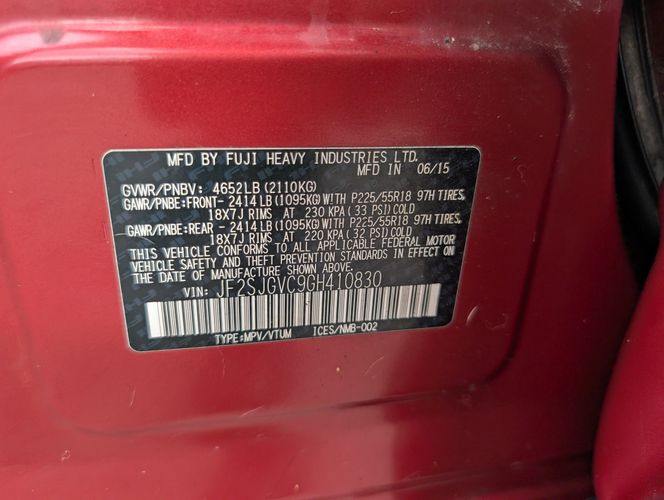 MFD BY FUJI HEAVY INDUSTRIES LTD.
MFD IN 06/15
GVWR/PNBV: 4652LB(2110KG)
GAWR/PNBE:FRONT-2414LB(1095KG)WITH P225/55R18 97H TIRES,
18X7J RIMS AT 230 KPA(33 PSI)COLD
GAWR/PNBE:REAR -2414LB(1095KG)WITH P225/55R18 97H TIRES,
18X7J RIMS AT 220 KPA(32 PSI)COLD
THIS VEHICLE CONFORMS TO ALL APPLICABLE FEDERAL MOTOR
VEHICLE SAFETY AND THEFT PREVENTION STANDARDS IN EFFECT ON
THE DATE OF MANUFACTURE SHOWN ABOVE.
VIN: JF2SJGVC9GH410830
TYPE:MPV/VTUM ICES/NMB-002